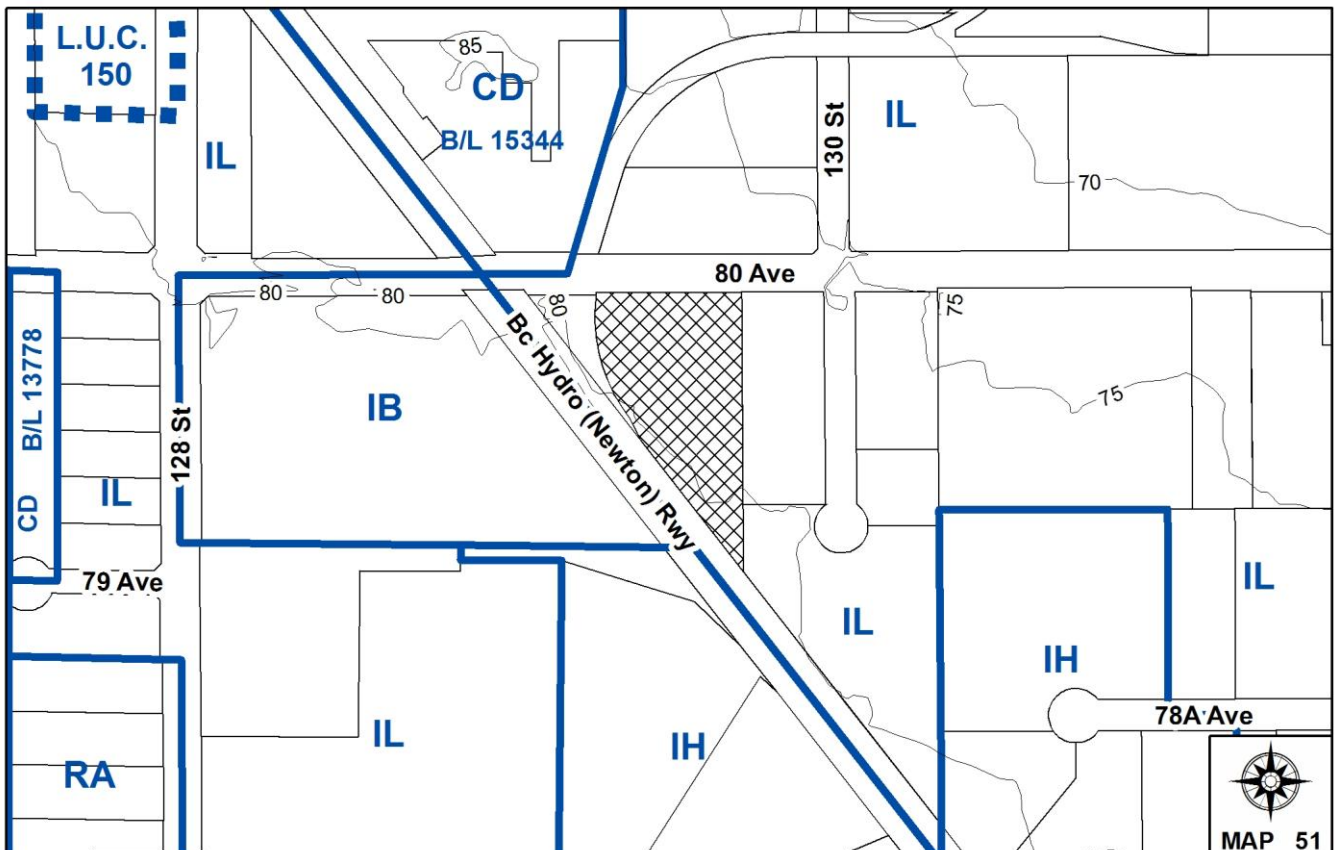 L.U.C.
150
85
CD
B/L 15344
IL
130 St
IL
70
80 Ave
80
80
80
75
B/L 13778
CD
128 St
IB
Bc Hydro (Newton) Rwy
75
IL
79 Ave
IL
IL
IH
78A Ave
RA
IL
IH
MAP 51